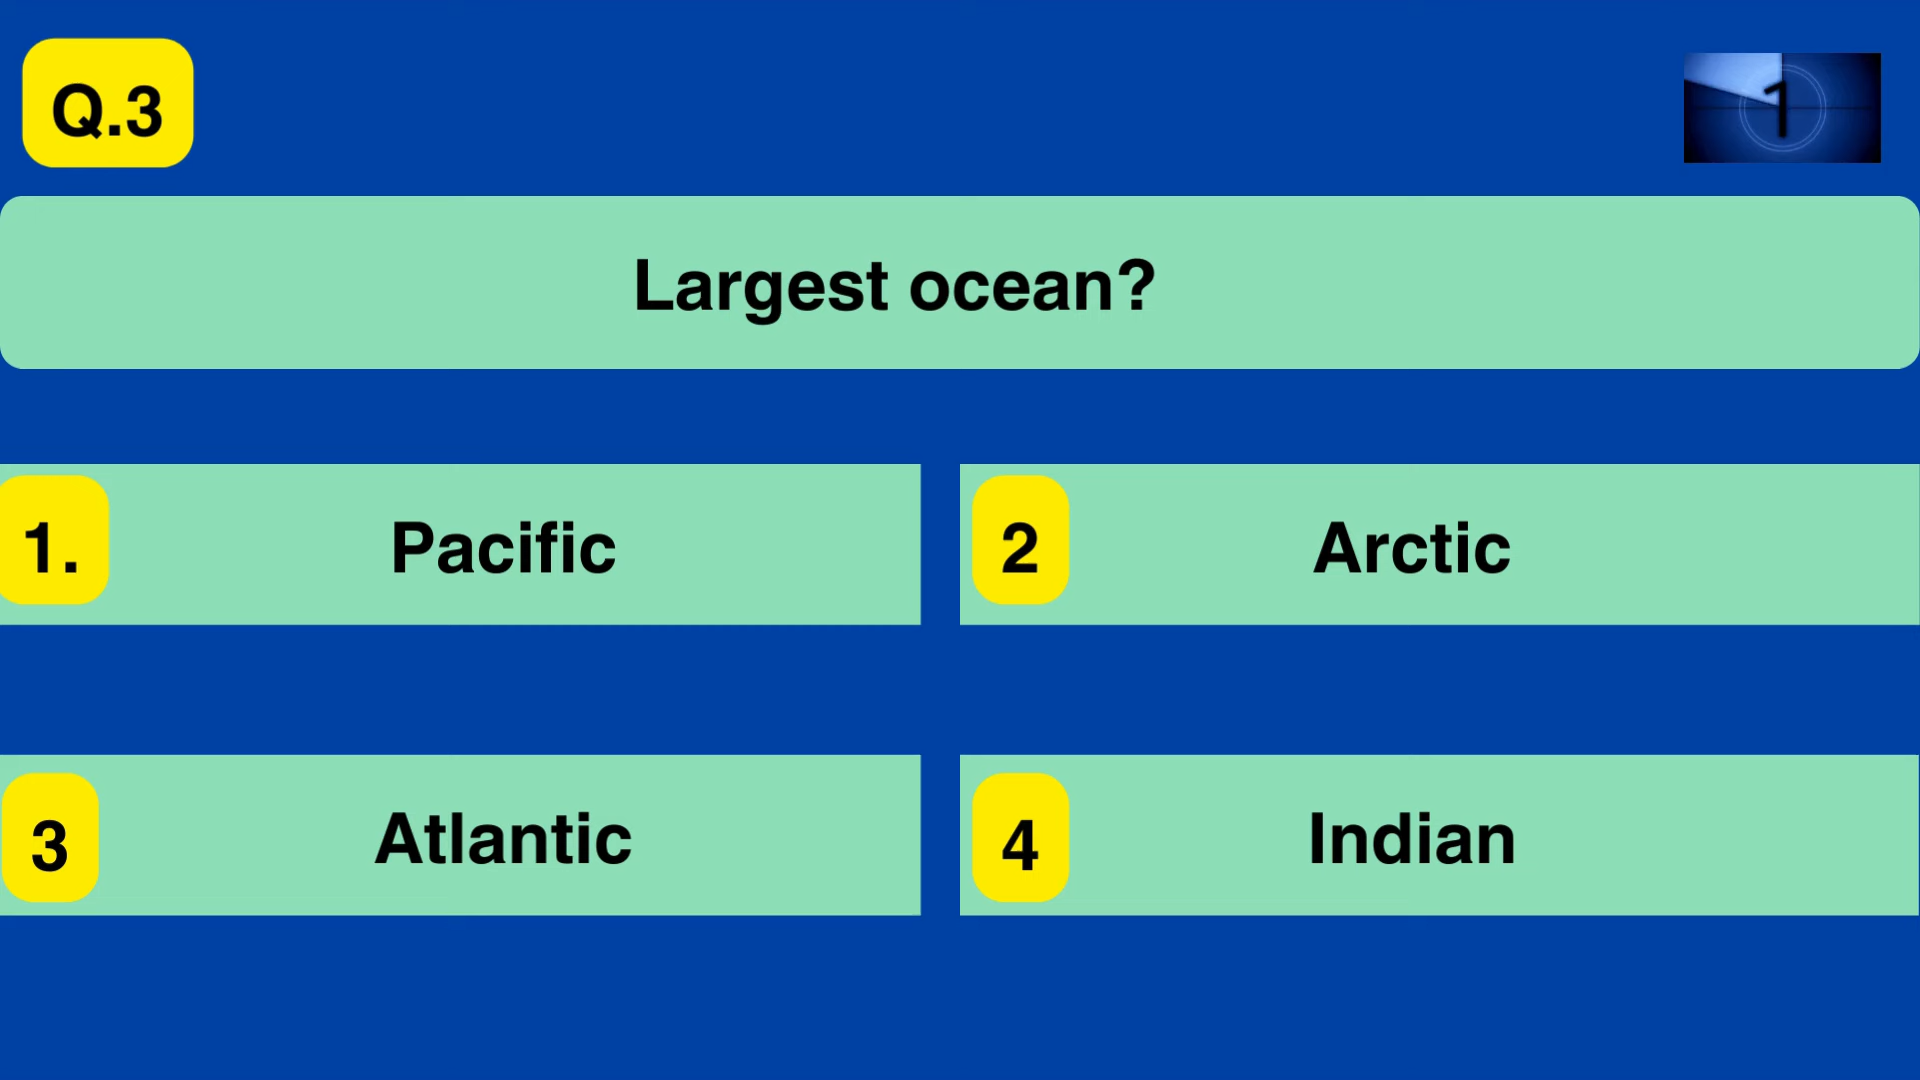 Q.3
1
Largest ocean?
1. Pacific
2 Arctic
3 Atlantic
4 Indian